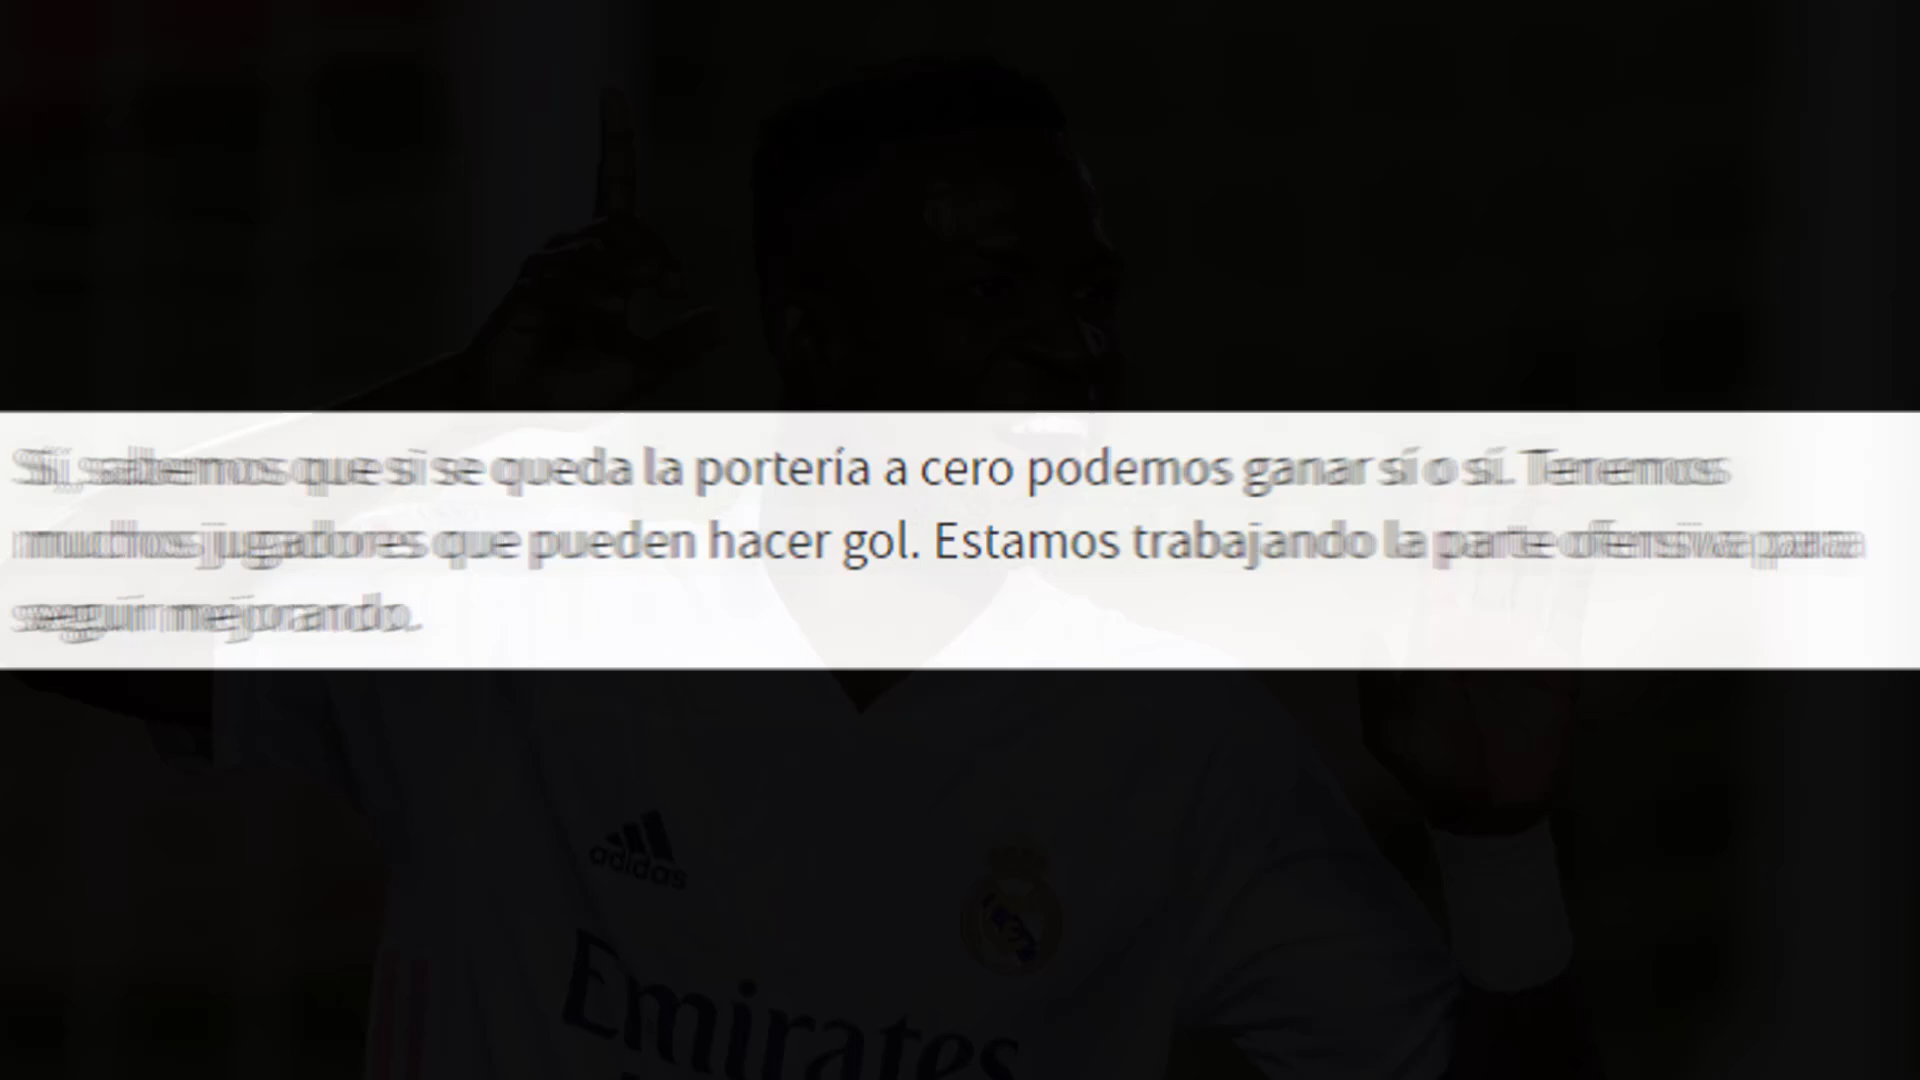 Sí, sabemos que si se queda la portería a cero podemos ganar sí o sí. Tenemos
muchos jugadores que pueden hacer gol. Estamos trabajando la parte ofensiva para
seguir mejorando.
adidas
Emirates